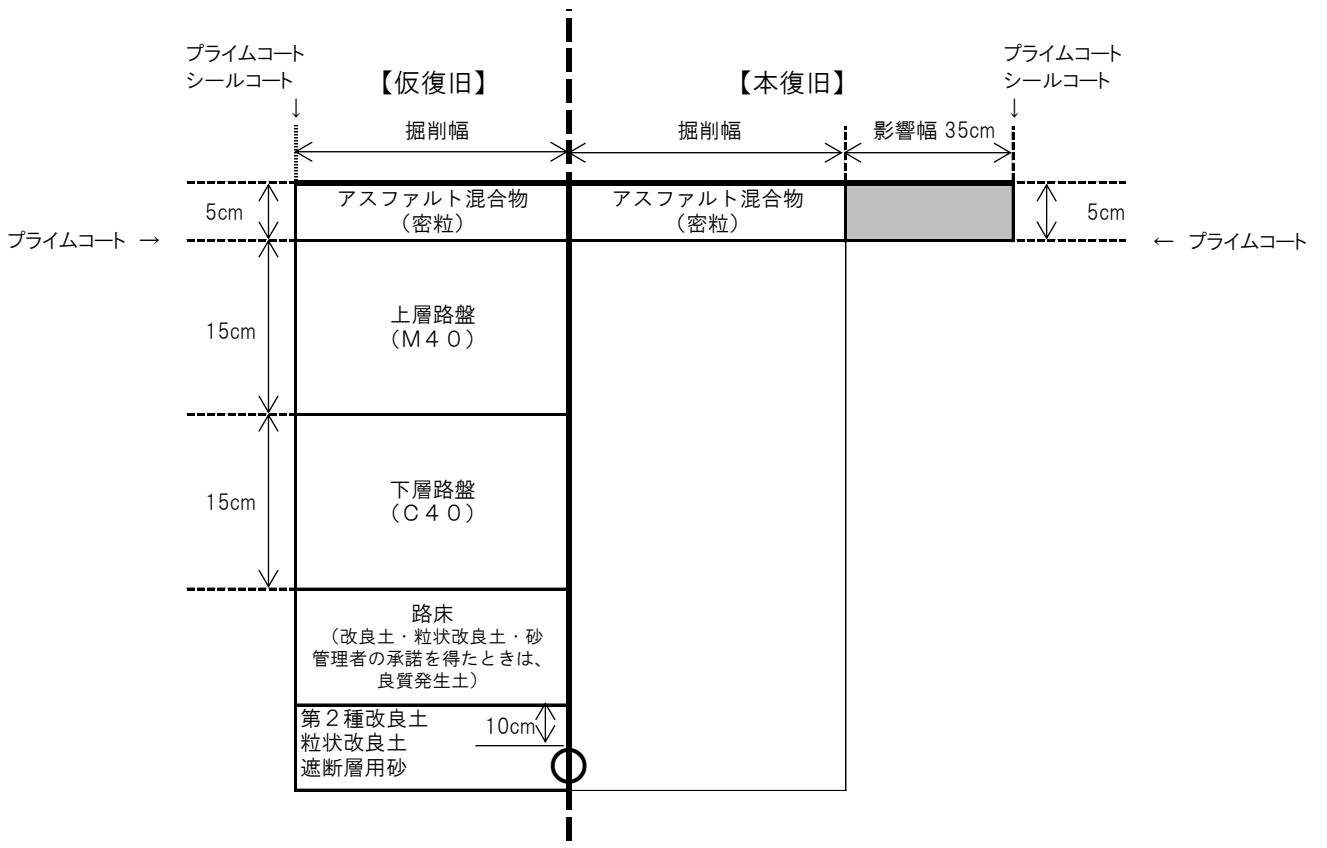 プライムコート
シールコート
↓
【仮復旧】
【本復旧】
プライムコート
シールコート
↓
掘削幅
掘削幅
影響幅 35cm
5cm
アスファルト混合物
（密粒）
アスファルト混合物
（密粒）
5cm
プライムコート →
← プライムコート
15cm
上層路盤
（Ｍ４０）
15cm
下層路盤
（Ｃ４０）
路床
（改良土・粒状改良土・砂
管理者の承諾を得たときは、
良質発生土）
第２種改良土
粒状改良土
遮断層用砂
10cm